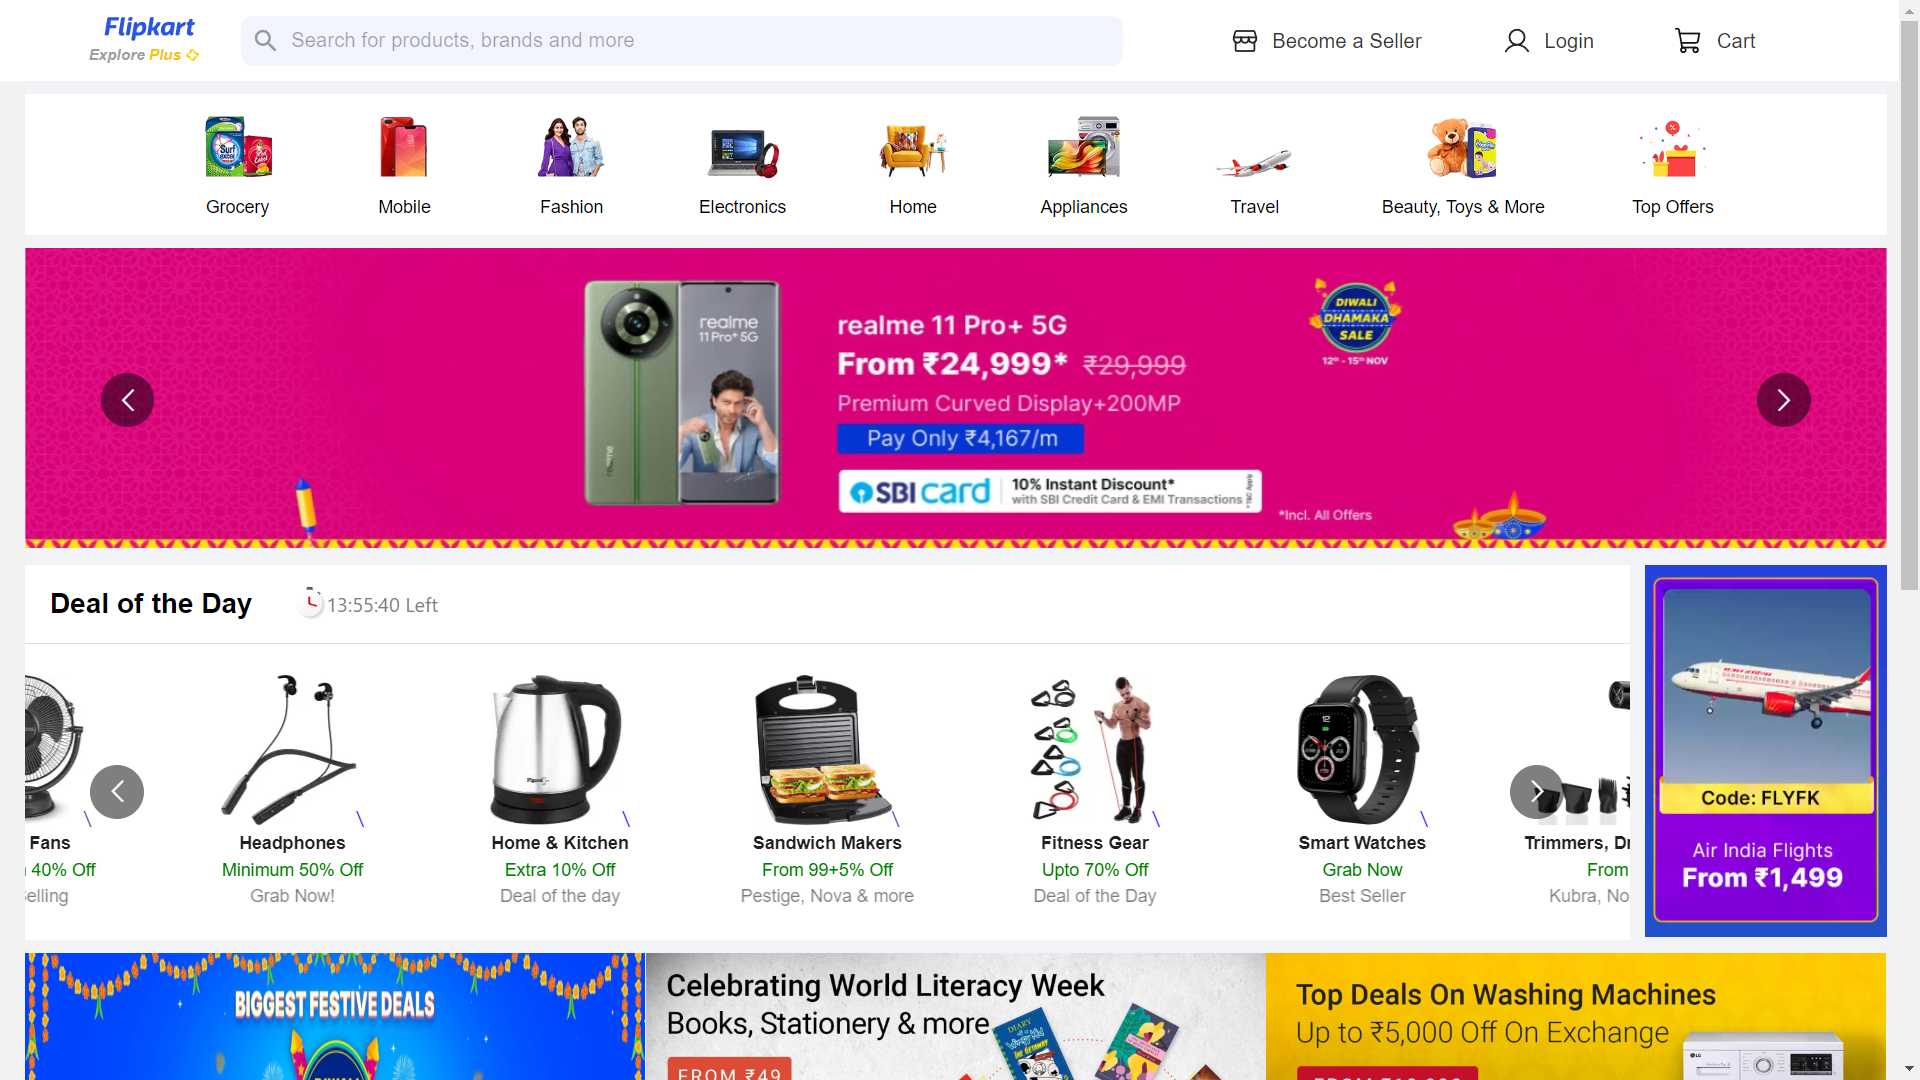 Flipkart
Explore Plus
Search for products, brands and more
Become a Seller
Login
Cart
Grocery
Mobile
Fashion
Electronics
Home
Appliances
Travel
Beauty, Toys & More
Top Offers
realme
11 Pro+ 5G
realme
realme 11 Pro+ 5G
From ₹24,999* ₹29,999
Premium Curved Display+200MP
Pay Only ₹4,167/m
SBI card
10% Instant Discount*
with SBI Credit Card & EMI Transactions
*T&C Apply
*Incl. All Offers
DIWALI
DHAMAKA
SALE
12th - 15th NOV
Deal of the Day
13:55:40 Left
\
Fans
40% Off
elling
\
Headphones
Minimum 50% Off
Grab Now!
\
Home & Kitchen
Extra 10% Off
Deal of the day
\
Sandwich Makers
From 99+5% Off
Pestige, Nova & more
\
Fitness Gear
Upto 70% Off
Deal of the Day
\
Smart Watches
Grab Now
Best Seller
Trimmers, Dr
From
Kubra, No
Code: FLYFK
Air India Flights
From ₹1,499
BIGGEST FESTIVE DEALS
Celebrating World Literacy Week
Books, Stationery & more
FROM ₹49
DIARY
THE GETAWAY
Top Deals On Washing Machines
Up to ₹5,000 Off On Exchange
LG